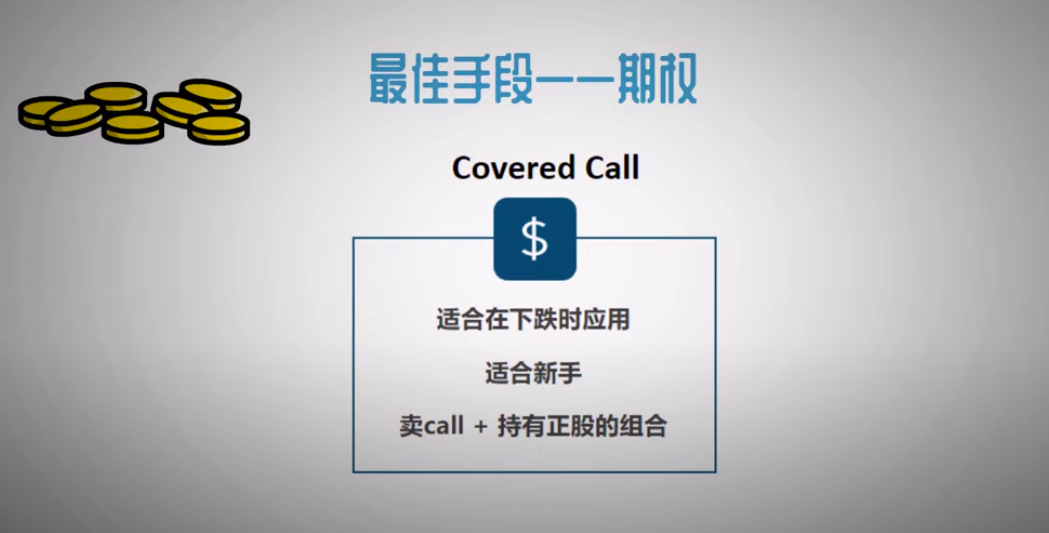 最佳手段——期权
Covered Call
$
适合在下跌时应用
适合新手
卖call + 持有正股的组合